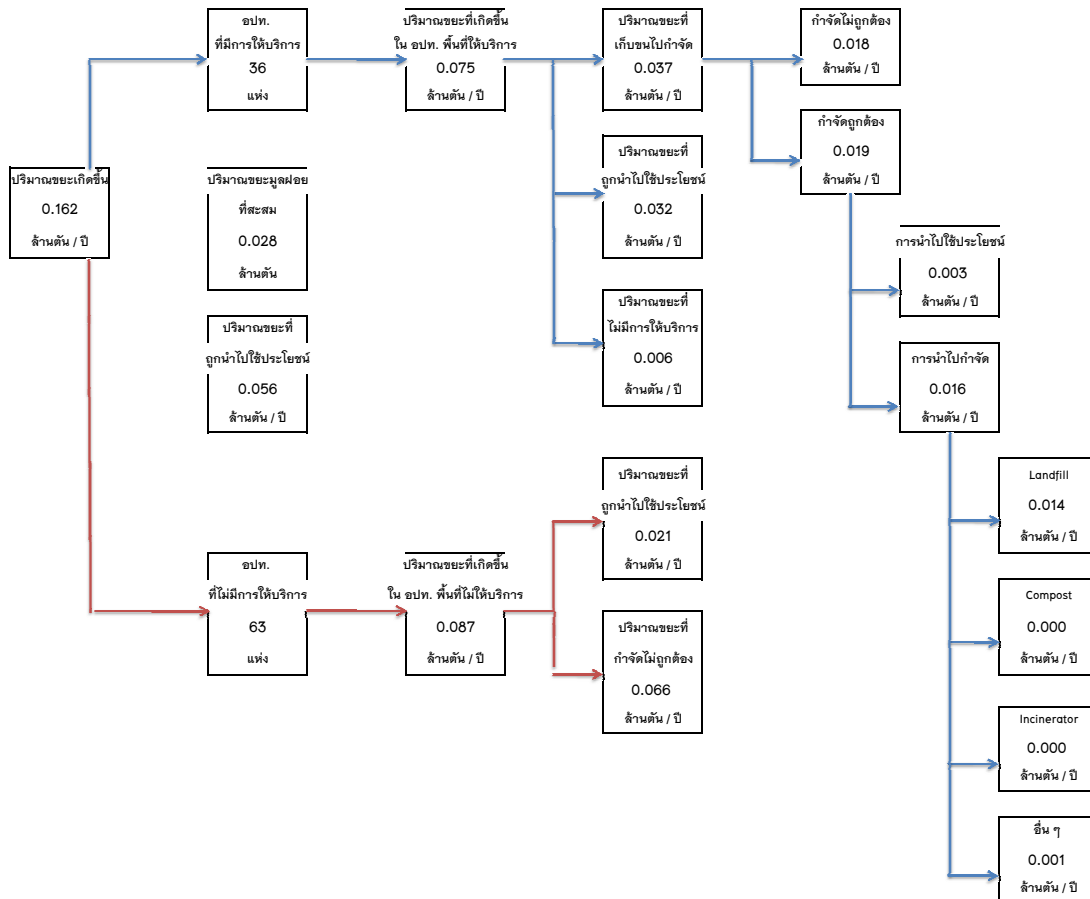 ปริมาณขยะเกิดขึ้น
0.162
ล้านตัน / ปี
อปท.
ที่มีการให้บริการ
36
แห่ง
ปริมาณขยะที่เกิดขึ้น
ใน อปท. พื้นที่ให้บริการ
0.075
ล้านตัน / ปี
ปริมาณขยะที่
เก็บขนไปกำจัด
0.037
ล้านตัน / ปี
กำจัดไม่ถูกต้อง
0.018
ล้านตัน / ปี
กำจัดถูกต้อง
0.019
ล้านตัน / ปี
ปริมาณขยะที่
ถูกนำไปใช้ประโยชน์
0.032
ล้านตัน / ปี
ปริมาณขยะมูลฝอย
ที่สะสม
0.028
ล้านตัน
การนำไปใช้ประโยชน์
0.003
ล้านตัน / ปี
ปริมาณขยะที่
ไม่มีการให้บริการ
0.006
ล้านตัน / ปี
ปริมาณขยะที่
ถูกนำไปใช้ประโยชน์
0.056
ล้านตัน / ปี
การนำไปกำจัด
0.016
ล้านตัน / ปี
ปริมาณขยะที่
ถูกนำไปใช้ประโยชน์
0.021
ล้านตัน / ปี
Landfill
0.014
ล้านตัน / ปี
อปท.
ที่ไม่มีการให้บริการ
63
แห่ง
ปริมาณขยะที่เกิดขึ้น
ใน อปท. พื้นที่ไม่ให้บริการ
0.087
ล้านตัน / ปี
ปริมาณขยะที่
กำจัดไม่ถูกต้อง
0.066
ล้านตัน / ปี
Compost
0.000
ล้านตัน / ปี
Incinerator
0.000
ล้านตัน / ปี
อื่น ๆ
0.001
ล้านตัน / ปี